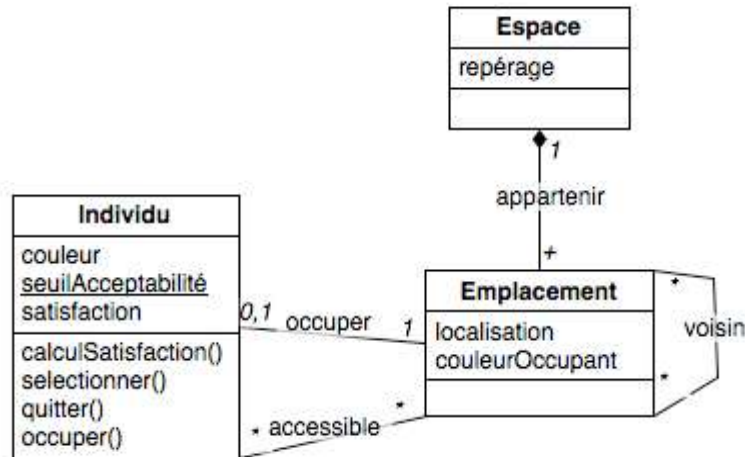 Espace
repérage
1
appartenir
+
Individu
couleur
seuilAcceptabilité
satisfaction
calculSatisfaction()
selectionner()
quitter()
occuper()
0,1
occuper
1
*
accessible
*
Emplacement
localisation
couleurOccupant
*
voisin
*